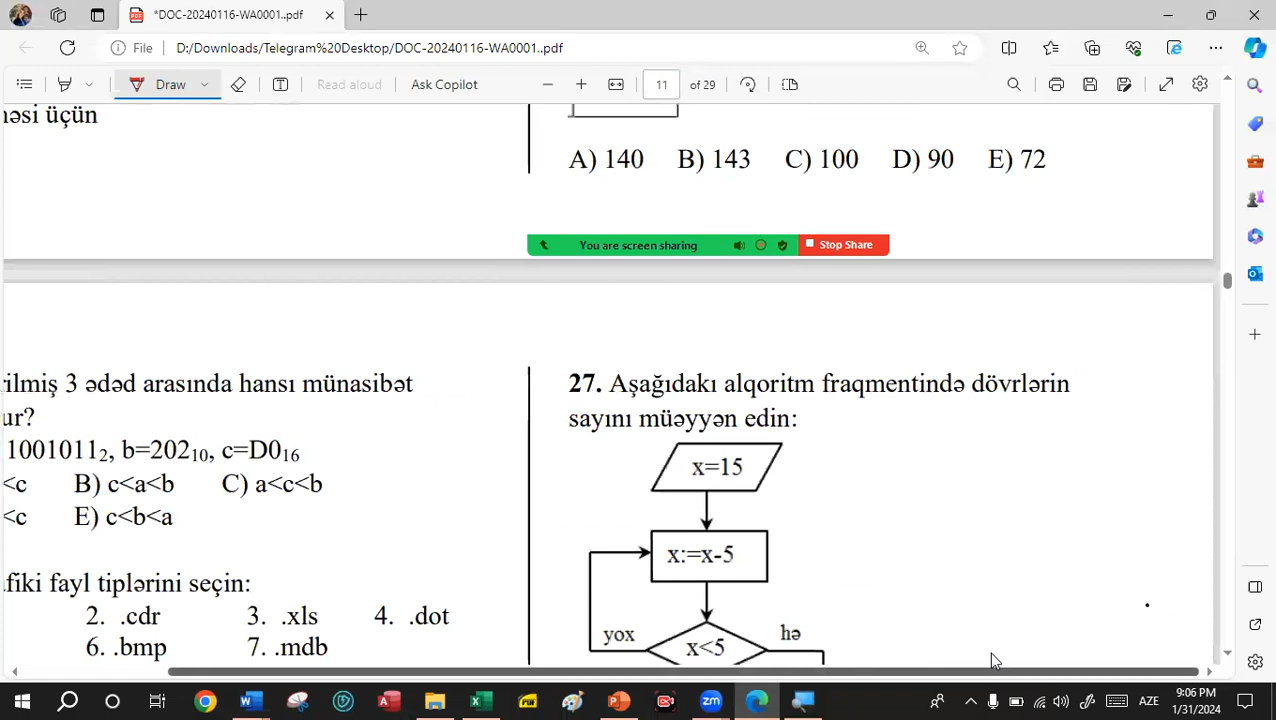 *DOC-20240116-WA0001..pdf
File
D:/Downloads/Telegram%20Desktop/DOC-20240116-WA0001..pdf
Draw
Read aloud
Ask Copilot
11
of 29
nəsi üçün
A) 140 B) 143 C) 100 D) 90 E) 72
You are screen sharing
Stop Share
rilmiş 3 ədəd arasında hansı münasibət
ur?
1001011₂, b=202₁₀, c=D0₁₆
<c B) c<a<b C) a<c<b
<c E) c<b<a
afiki fayl tiplərini seçin:
2. .cdr 3. .xls 4. .dot
6. .bmp 7. .mdb
27. Aşağıdakı alqoritm fraqmentində dövrlərin
sayını müəyyən edin:
x=15
x:=x-5
yox
x<5
hə
AZE
9:06 PM
1/31/2024